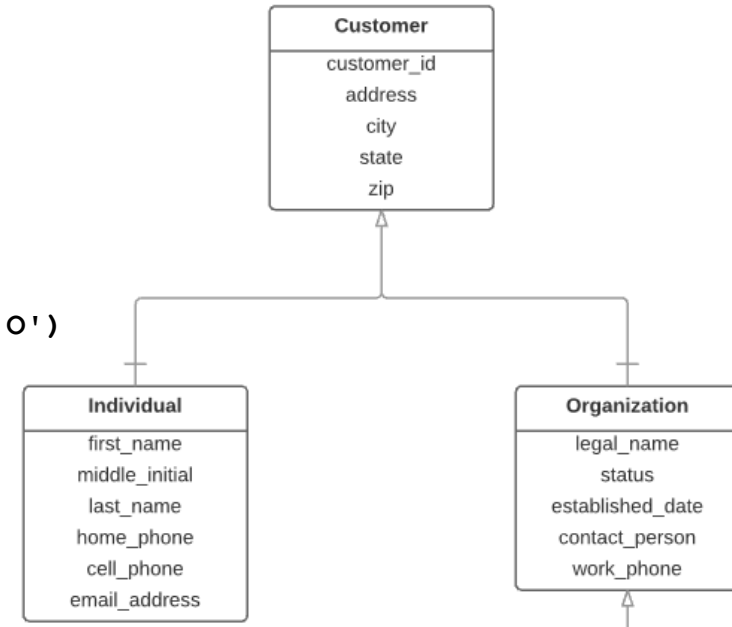 Customer
customer_id
address
city
state
zip
O')
Individual
first_name
middle_initial
last_name
home_phone
cell_phone
email_address
Organization
legal_name
status
established_date
contact_person
work_phone